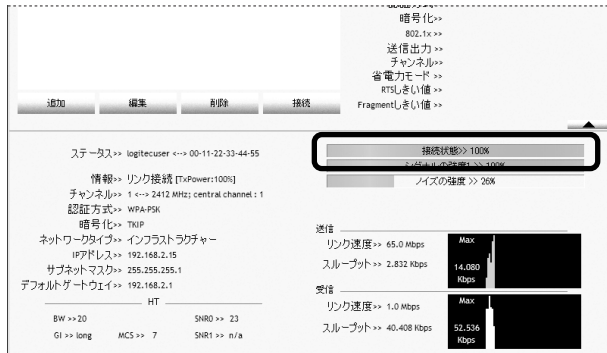 認証方式>>
暗号化>>
802.1x >>
送信出力 >>
チャンネル>>
省電力モード >>
RTSしきい値 >>
Fragmentしきい値 >>
追加 編集 削除 接続
ステータス>> logitecuser <--> 00-11-22-33-44-55
情報>> リンク接続 [TxPower:100%]
チャンネル>> 1 <--> 2412 MHz; central channel : 1
認証方式>> WPA-PSK
暗号化>> TKIP
ネットワークタイプ>> インフラストラクチャー
IPアドレス>> 192.168.2.15
サブネットマスク>> 255.255.255.1
デフォルトゲートウェイ>> 192.168.2.1
HT
BW >>20 SNR0 >> 23
GI >> long MCS >> 7 SNR1 >> n/a
接続状態>> 100%
シグナルの強度1 >> 100%
ノイズの強度 >> 26%
送信
リンク速度>> 65.0 Mbps
スループット>> 2.832 Kbps
Max
14.080
Kbps
受信
リンク速度>> 1.0 Mbps
スループット>> 40.408 Kbps
Max
52.536
Kbps